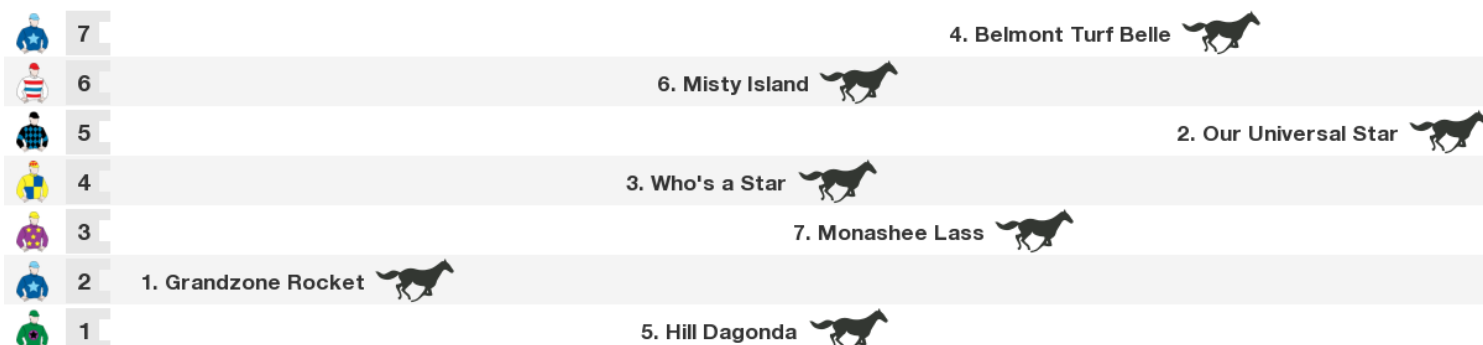 7 4. Belmont Turf Belle
6 6. Misty Island
5 2. Our Universal Star
4 3. Who's a Star
3 7. Monashee Lass
2 1. Grandzone Rocket
1 5. Hill Dagonda